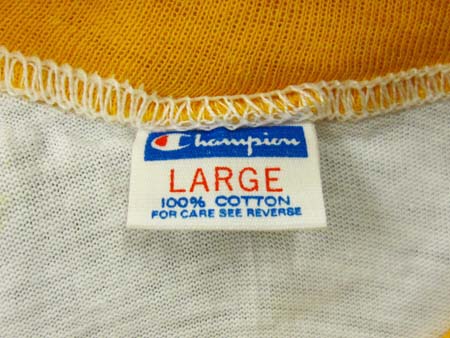 Champion
LARGE
100% COTTON
FOR CARE SEE REVERSE